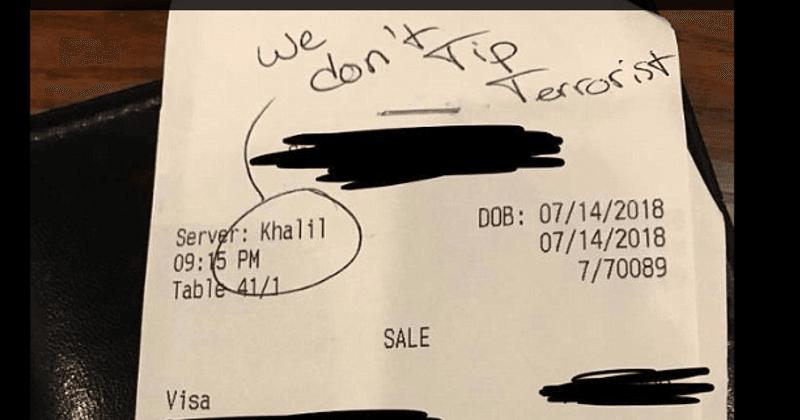 We
don't Tip
Terrorist
Server: Khalil
DOB: 07/14/2018
09:15 PM
07/14/2018
Table 41/1
7/70089
SALE
Visa